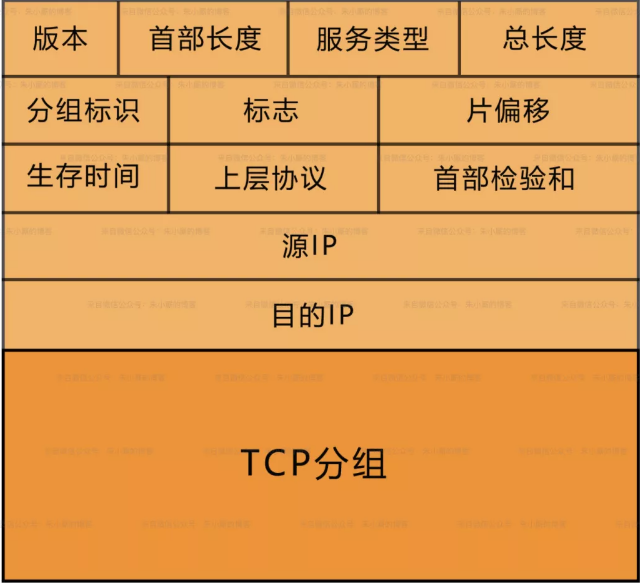 版本 首部长度 服务类型 总长度
分组标识 标志 片偏移
生存时间 上层协议 首部检验和
源IP
目的IP
TCP分组